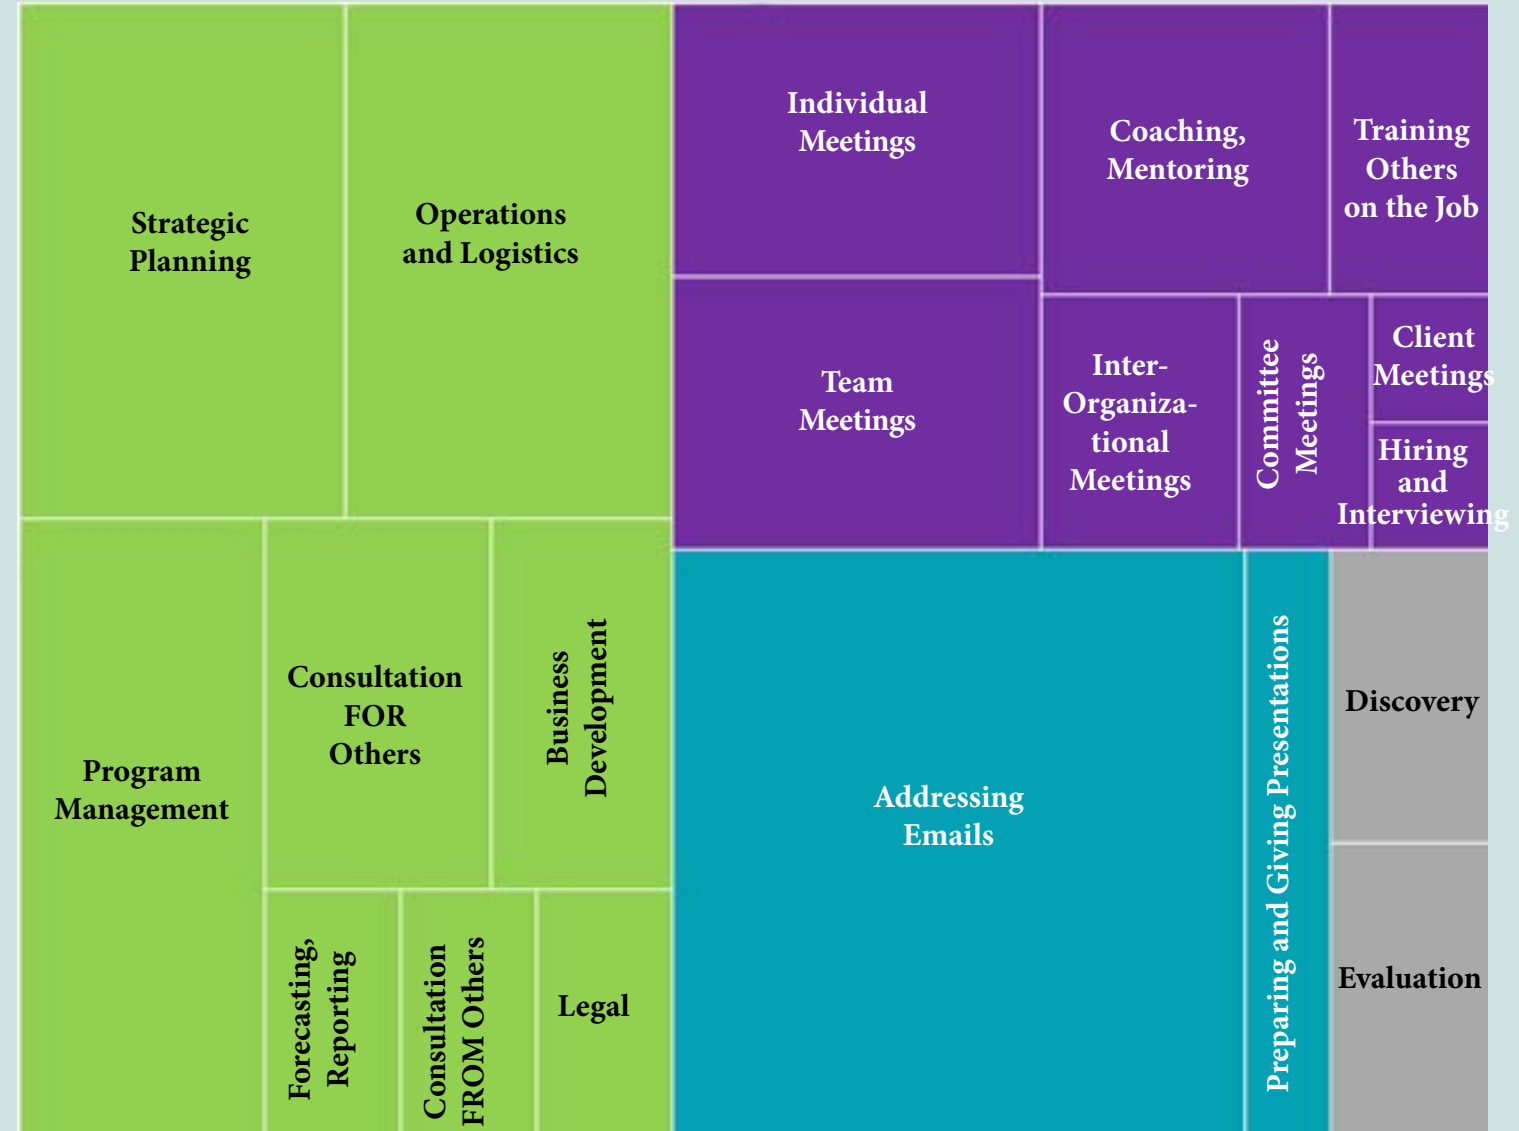 Strategic
Planning
Operations
and Logistics
Individual
Meetings
Coaching,
Mentoring
Training
Others
on the Job
Team
Meetings
Inter-
Organiza-
tional
Meetings
Committee
Meetings
Client
Meetings
Hiring
and
Interviewing
Program
Management
Consultation
FOR
Others
Business
Development
Forecasting,
Reporting
Consultation
FROM Others
Legal
Addressing
Emails
Preparing and Giving Presentations
Discovery
Evaluation